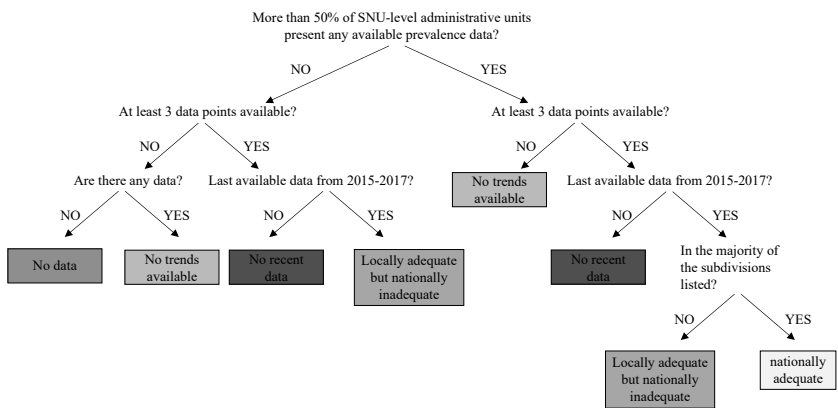 More than 50% of SNU-level administrative units
present any available prevalence data?
NO
YES
At least 3 data points available?
At least 3 data points available?
NO
YES
NO
YES
Are there any data?
Last available data from 2015-2017?
No trends
available
Last available data from 2015-2017?
NO
YES
NO
YES
NO
YES
No data
No trends
available
No recent
data
Locally adequate
but nationally
inadequate
No recent
data
In the majority of
the subdivisions
listed?
NO
YES
Locally adequate
but nationally
inadequate
nationally
adequate